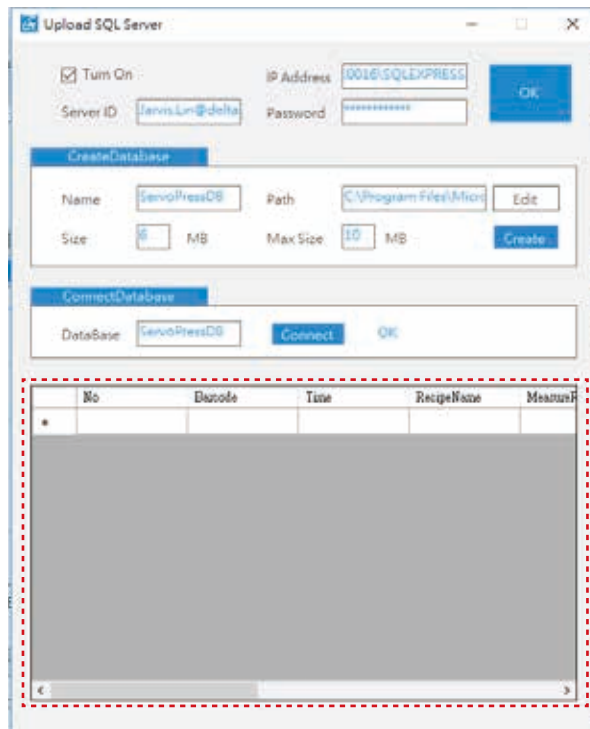 Upload SQL Server
Turn On
IP Address
0016\SQLEXPRESS
OK
Server ID
Jarvis.Lin@delta
Password
************
CreateDatabase
Name
ServoPressDB
Path
C:\Program Files\Micro
Edit
Size
6
MB
Max Size
10
MB
Create
ConnectDatabase
DataBase
ServoPressDB
Connect
OK
No
Barcode
Time
RecipeName
MeasureR